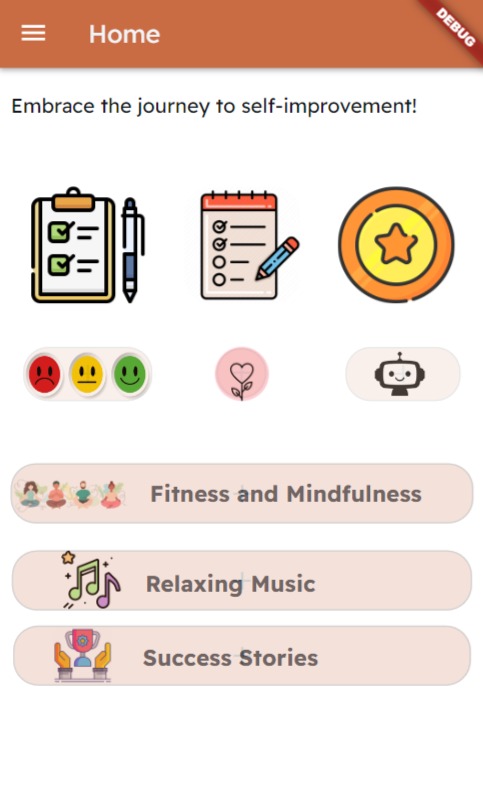 Home
DEBUG
Embrace the journey to self-improvement!
Fitness and Mindfulness
Relaxing Music
Success Stories